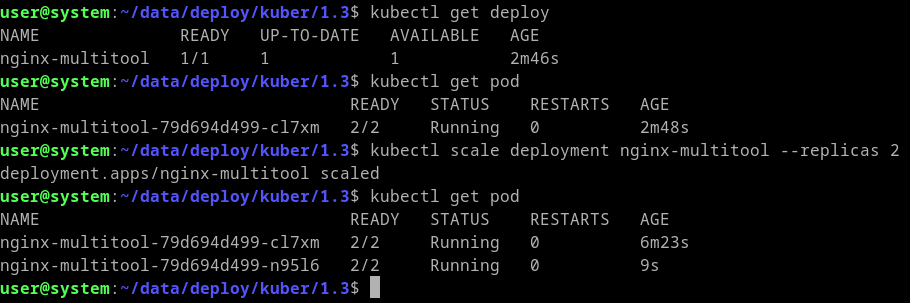 user@system:~/data/deploy/kuber/1.3$ kubectl get deploy
NAME              READY   UP-TO-DATE   AVAILABLE   AGE
nginx-multitool   1/1     1            1           2m46s
user@system:~/data/deploy/kuber/1.3$ kubectl get pod
NAME                               READY   STATUS    RESTARTS   AGE
nginx-multitool-79d694d499-cl7xm   2/2     Running   0          2m48s
user@system:~/data/deploy/kuber/1.3$ kubectl scale deployment nginx-multitool --replicas 2
deployment.apps/nginx-multitool scaled
user@system:~/data/deploy/kuber/1.3$ kubectl get pod
NAME                               READY   STATUS    RESTARTS   AGE
nginx-multitool-79d694d499-cl7xm   2/2     Running   0          6m23s
nginx-multitool-79d694d499-n95l6   2/2     Running   0          9s
user@system:~/data/deploy/kuber/1.3$